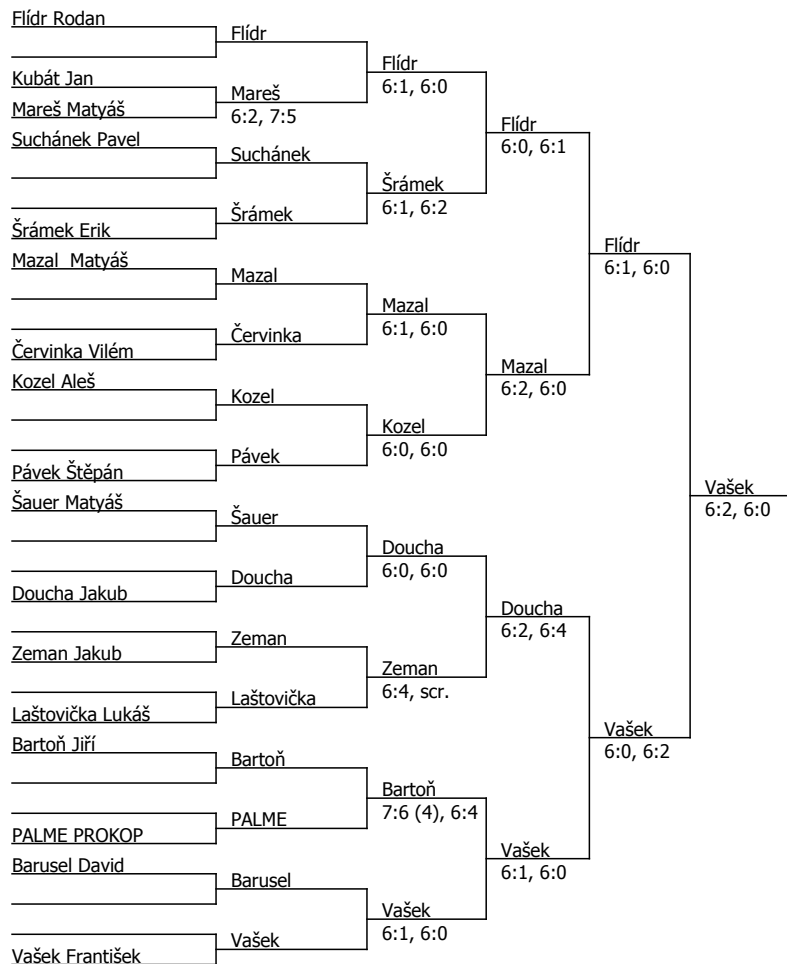 Flídr Rodan
Kubát Jan
Mareš Matyáš
Suchánek Pavel
Šrámek Erik
Mazal  Matyáš
Červinka Vilém
Kozel Aleš
Pávek Štěpán
Šauer Matyáš
Doucha Jakub
Zeman Jakub
Laštovička Lukáš
Bartoň Jiří
PALME PROKOP
Barusel David
Vašek František
Flídr
Mareš
6:2, 7:5
Suchánek
Šrámek
Mazal
Červinka
Kozel
Pávek
Šauer
Doucha
Zeman
Laštovička
Bartoň
PALME
Barusel
Vašek
Flídr
6:1, 6:0
Šrámek
6:1, 6:2
Mazal
6:1, 6:0
Kozel
6:0, 6:0
Doucha
6:0, 6:0
Zeman
6:4, scr.
Bartoň
7:6 (4), 6:4
Vašek
6:1, 6:0
Flídr
6:0, 6:1
Mazal
6:2, 6:0
Doucha
6:2, 6:4
Vašek
6:1, 6:0
Flídr
6:1, 6:0
Vašek
6:0, 6:2
Vašek
6:2, 6:0